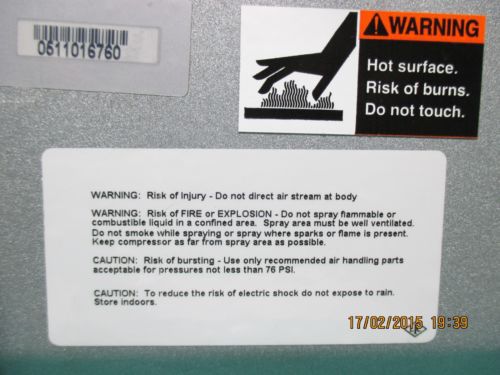 0511016760
WARNING
Hot surface.
Risk of burns.
Do not touch.
WARNING: Risk of Injury - Do not direct air stream at body
WARNING: Risk of FIRE or EXPLOSION - Do not spray flammable or
combustible liquid in a confined area. Spray area must be well ventilated.
Do not smoke while spraying or spray where sparks or flame is present.
Keep compressor as far from spray area as possible.
CAUTION: Risk of bursting - Use only recommended air handling parts
acceptable for pressures not less than 76 PSI.
CAUTION: To reduce the risk of electric shock do not expose to rain.
Store indoors.
17/02/2015 19:39